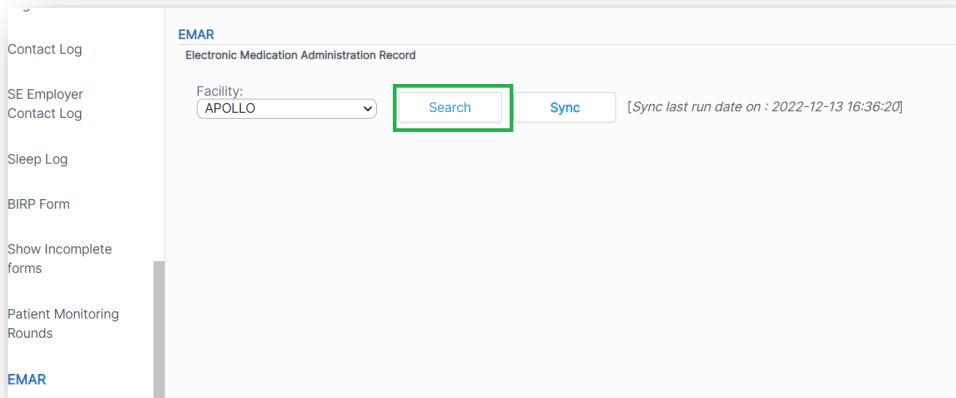 Contact Log
SE Employer
Contact Log
Sleep Log
BIRP Form
Show Incomplete
forms
Patient Monitoring
Rounds
EMAR
EMAR
Electronic Medication Administration Record
Facility:
APOLLO
Search
Sync
[Sync last run date on : 2022-12-13 16:36:20]